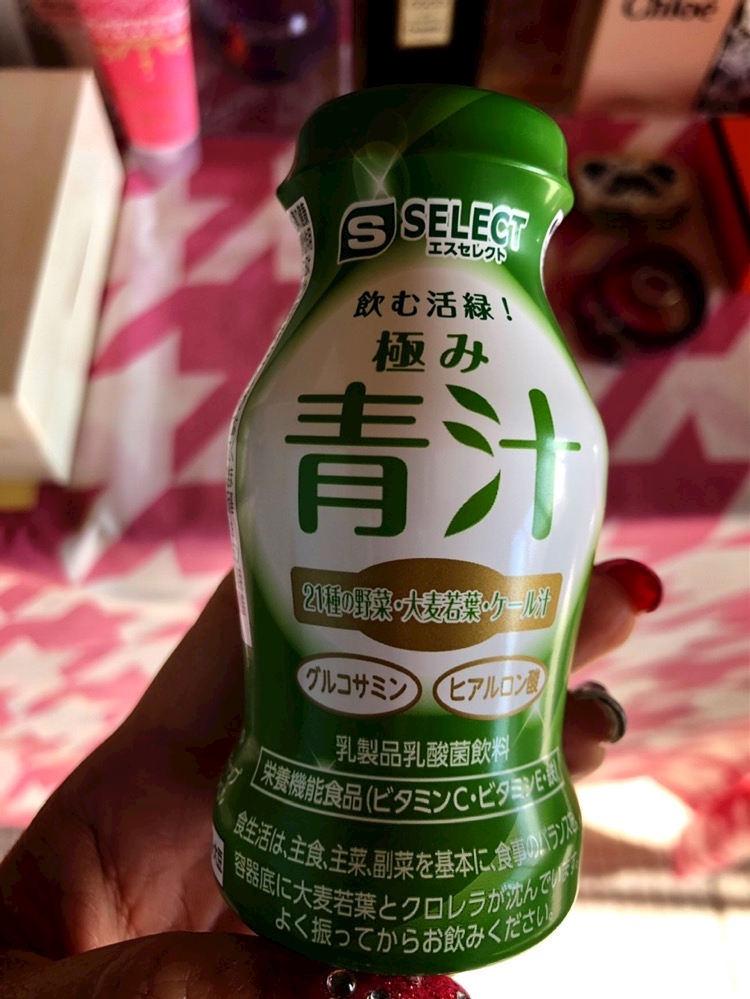 Chloé
S SELECT
エスセレクト
飲む活緑！
極み
青汁
21種の野菜・大麦若葉・ケール汁
グルコサミン
ヒアルロン酸
乳製品乳酸菌飲料
栄養機能食品(ビタミンC・ビタミンE・鉄)
食生活は、主食、主菜、副菜を基本に、食事のバランスを
容器底に大麦若葉とクロレラが沈んでいます
よく振ってからお飲みください。